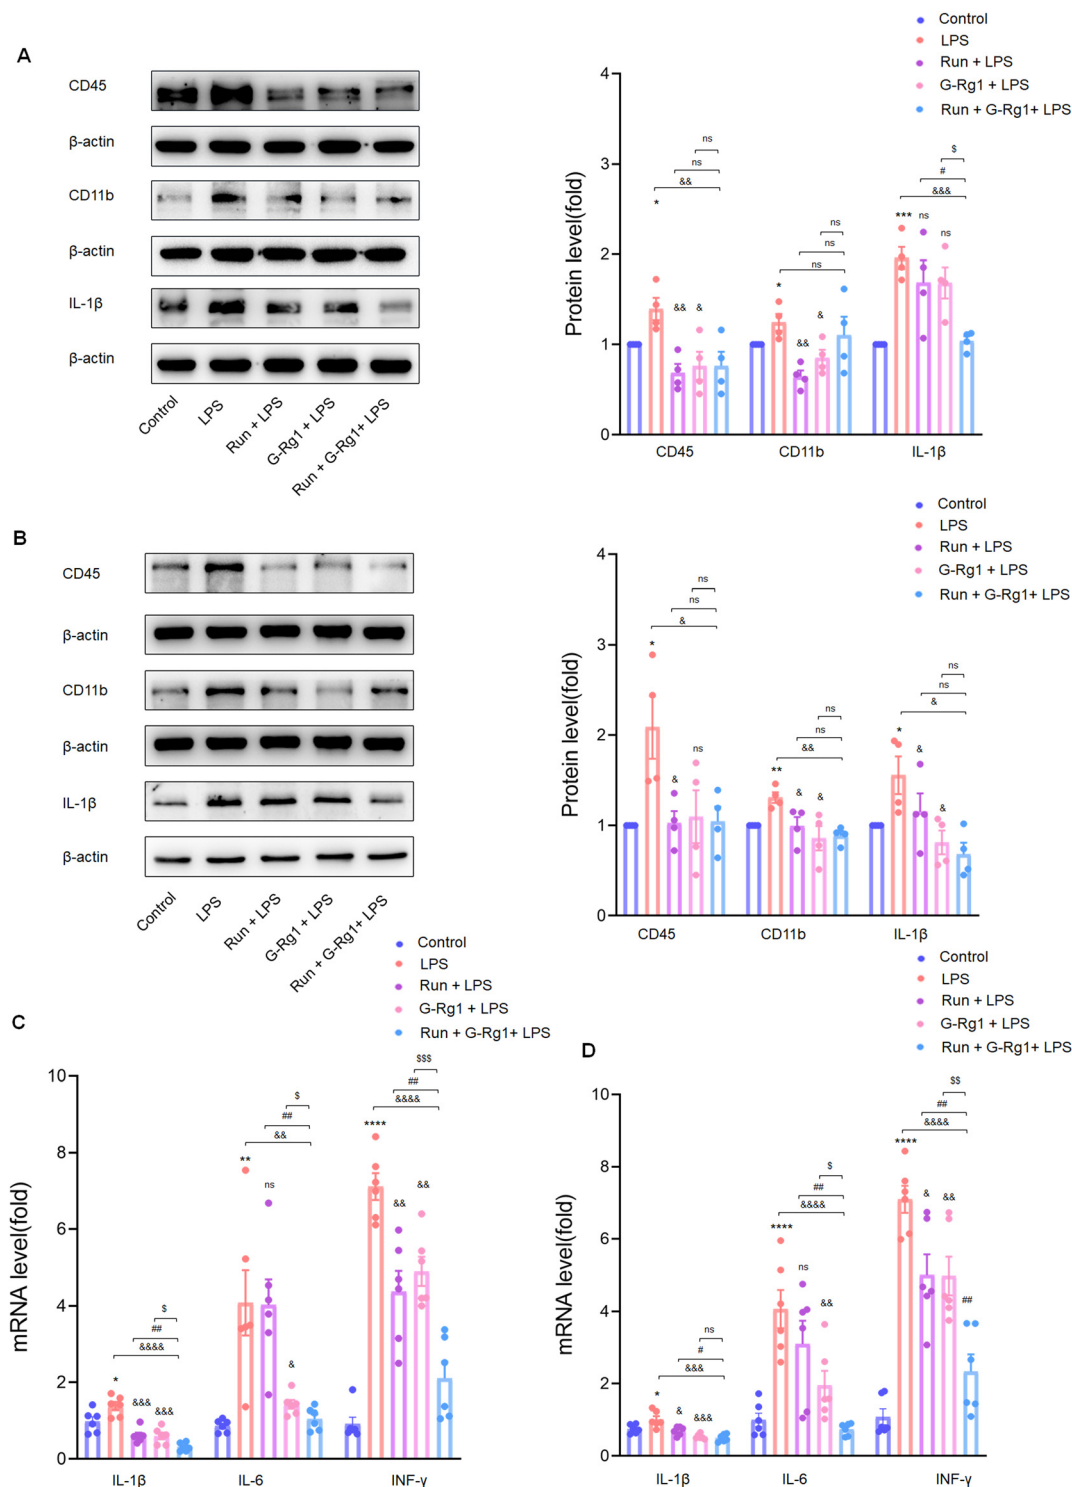 A
CD45
β-actin
CD11b
β-actin
IL-1β
β-actin
Control
LPS
Run + LPS
G-Rg1 + LPS
Run + G-Rg1+ LPS
Control
LPS
Run + LPS
G-Rg1 + LPS
Run + G-Rg1+ LPS
Protein level(fold)
4
3
2
1
0
ns
ns
&&
*
&& &
ns
ns
ns
*
&& &
$
#
&&&
*** ns ns
CD45 CD11b IL-1β
B
CD45
β-actin
CD11b
β-actin
IL-1β
β-actin
Control
LPS
Run + LPS
G-Rg1 + LPS
Run + G-Rg1+ LPS
Control
LPS
Run + LPS
G-Rg1 + LPS
Run + G-Rg1+ LPS
Protein level(fold)
4
3
2
1
0
ns
ns
&
*
& ns
ns
ns
&&
**
& &
ns
ns
&
*
& &
CD45 CD11b IL-1β
C
Control
LPS
Run + LPS
G-Rg1 + LPS
Run + G-Rg1+ LPS
mRNA level(fold)
10
8
6
4
2
0
$
##
&&&&
*
&&& &&&
$
##
&&
**
ns
&
$$$
##
&&&&
****
&& &&
IL-1β IL-6 INF-γ
D
Control
LPS
Run + LPS
G-Rg1 + LPS
Run + G-Rg1+ LPS
mRNA level(fold)
10
8
6
4
2
0
ns
#
&&&
*
& &&&
$
##
&&&&
****
ns
&&
$$
##
&&&&
****
& &&
##
IL-1β IL-6 INF-γ